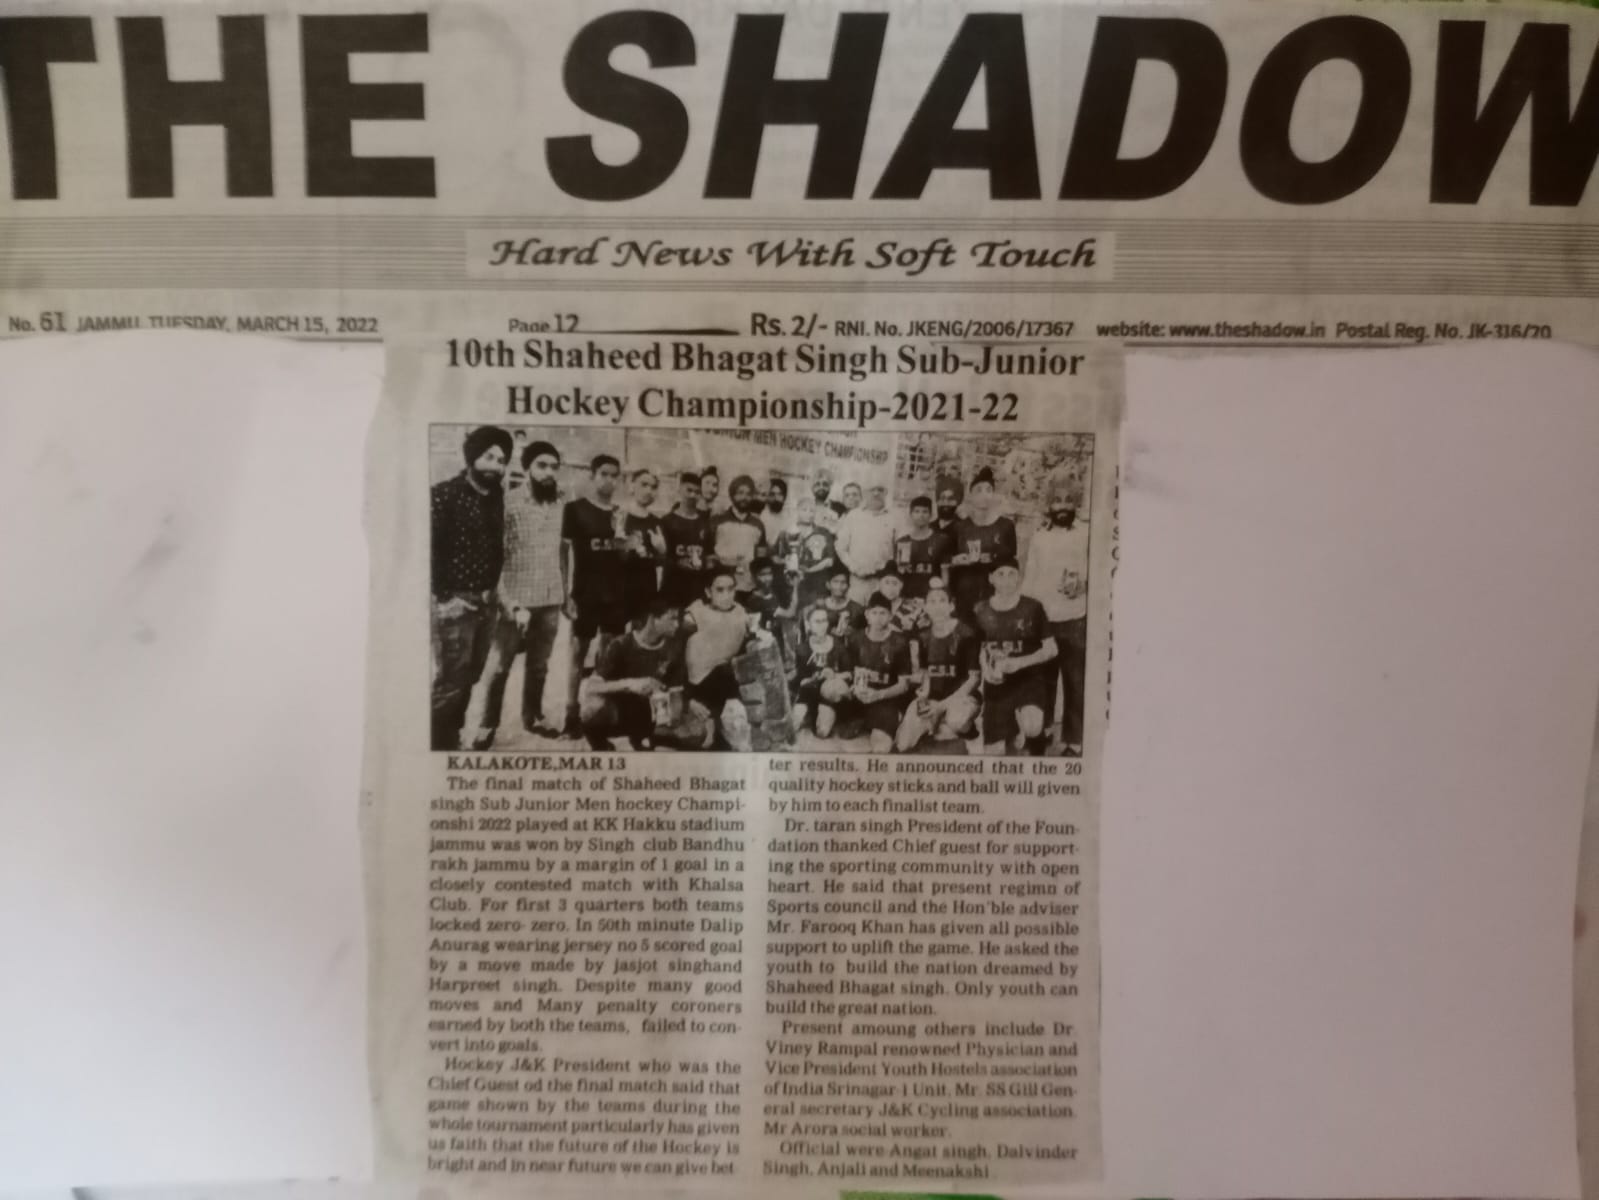 THE SHADOW
Hard News With Soft Touch
No. 61 JAMMU, TUESDAY, MARCH 15, 2022 Page 12 Rs. 2/- RNI. No. JKENG/2006/17367 website: www.theshadow.in Postal Reg. No. JK-316/20
10th Shaheed Bhagat Singh Sub-Junior
Hockey Championship-2021-22
MEN HOCKEY CHAMPIONSHIP
KALAKOTE,MAR 13
The final match of Shaheed Bhagat
singh Sub Junior Men hockey Champi-
onshi 2022 played at KK Hakku stadium
jammu was won by Singh club Bandhu
rakh jammu by a margin of 1 goal in a
closely contested match with Khalsa
Club. For first 3 quarters both teams
locked zero- zero. In 50th minute Dalip
Anurag wearing jersey no 5 scored goal
by a move made by jasjot singhand
Harpreet singh. Despite many good
moves and Many penalty coroners
earned by both the teams, failed to con-
vert into goals.
Hockey J&K President who was the
Chief Guest od the final match said that
game shown by the teams during the
whole tournament particularly has given
us faith that the future of the Hockey is
bright and in near future we can give bet-
ter results. He announced that the 20
quality hockey sticks and ball will given
by him to each finalist team.
Dr. taran singh President of the Foun-
dation thanked Chief guest for support-
ing the sporting community with open
heart. He said that present regimn of
Sports council and the Hon'ble adviser
Mr. Farooq Khan has given all possible
support to uplift the game. He asked the
youth to build the nation dreamed by
Shaheed Bhagat singh. Only youth can
build the great nation.
Present amoung others include Dr.
Viney Rampal renowned Physician and
Vice President Youth Hostels association
of India Srinagar-1 Unit, Mr. SS Gill Gen-
eral secretary J&K Cycling association.
Mr Arora social worker.
Official were Angat singh, Dalvinder
Singh, Anjali and Meenakshi.